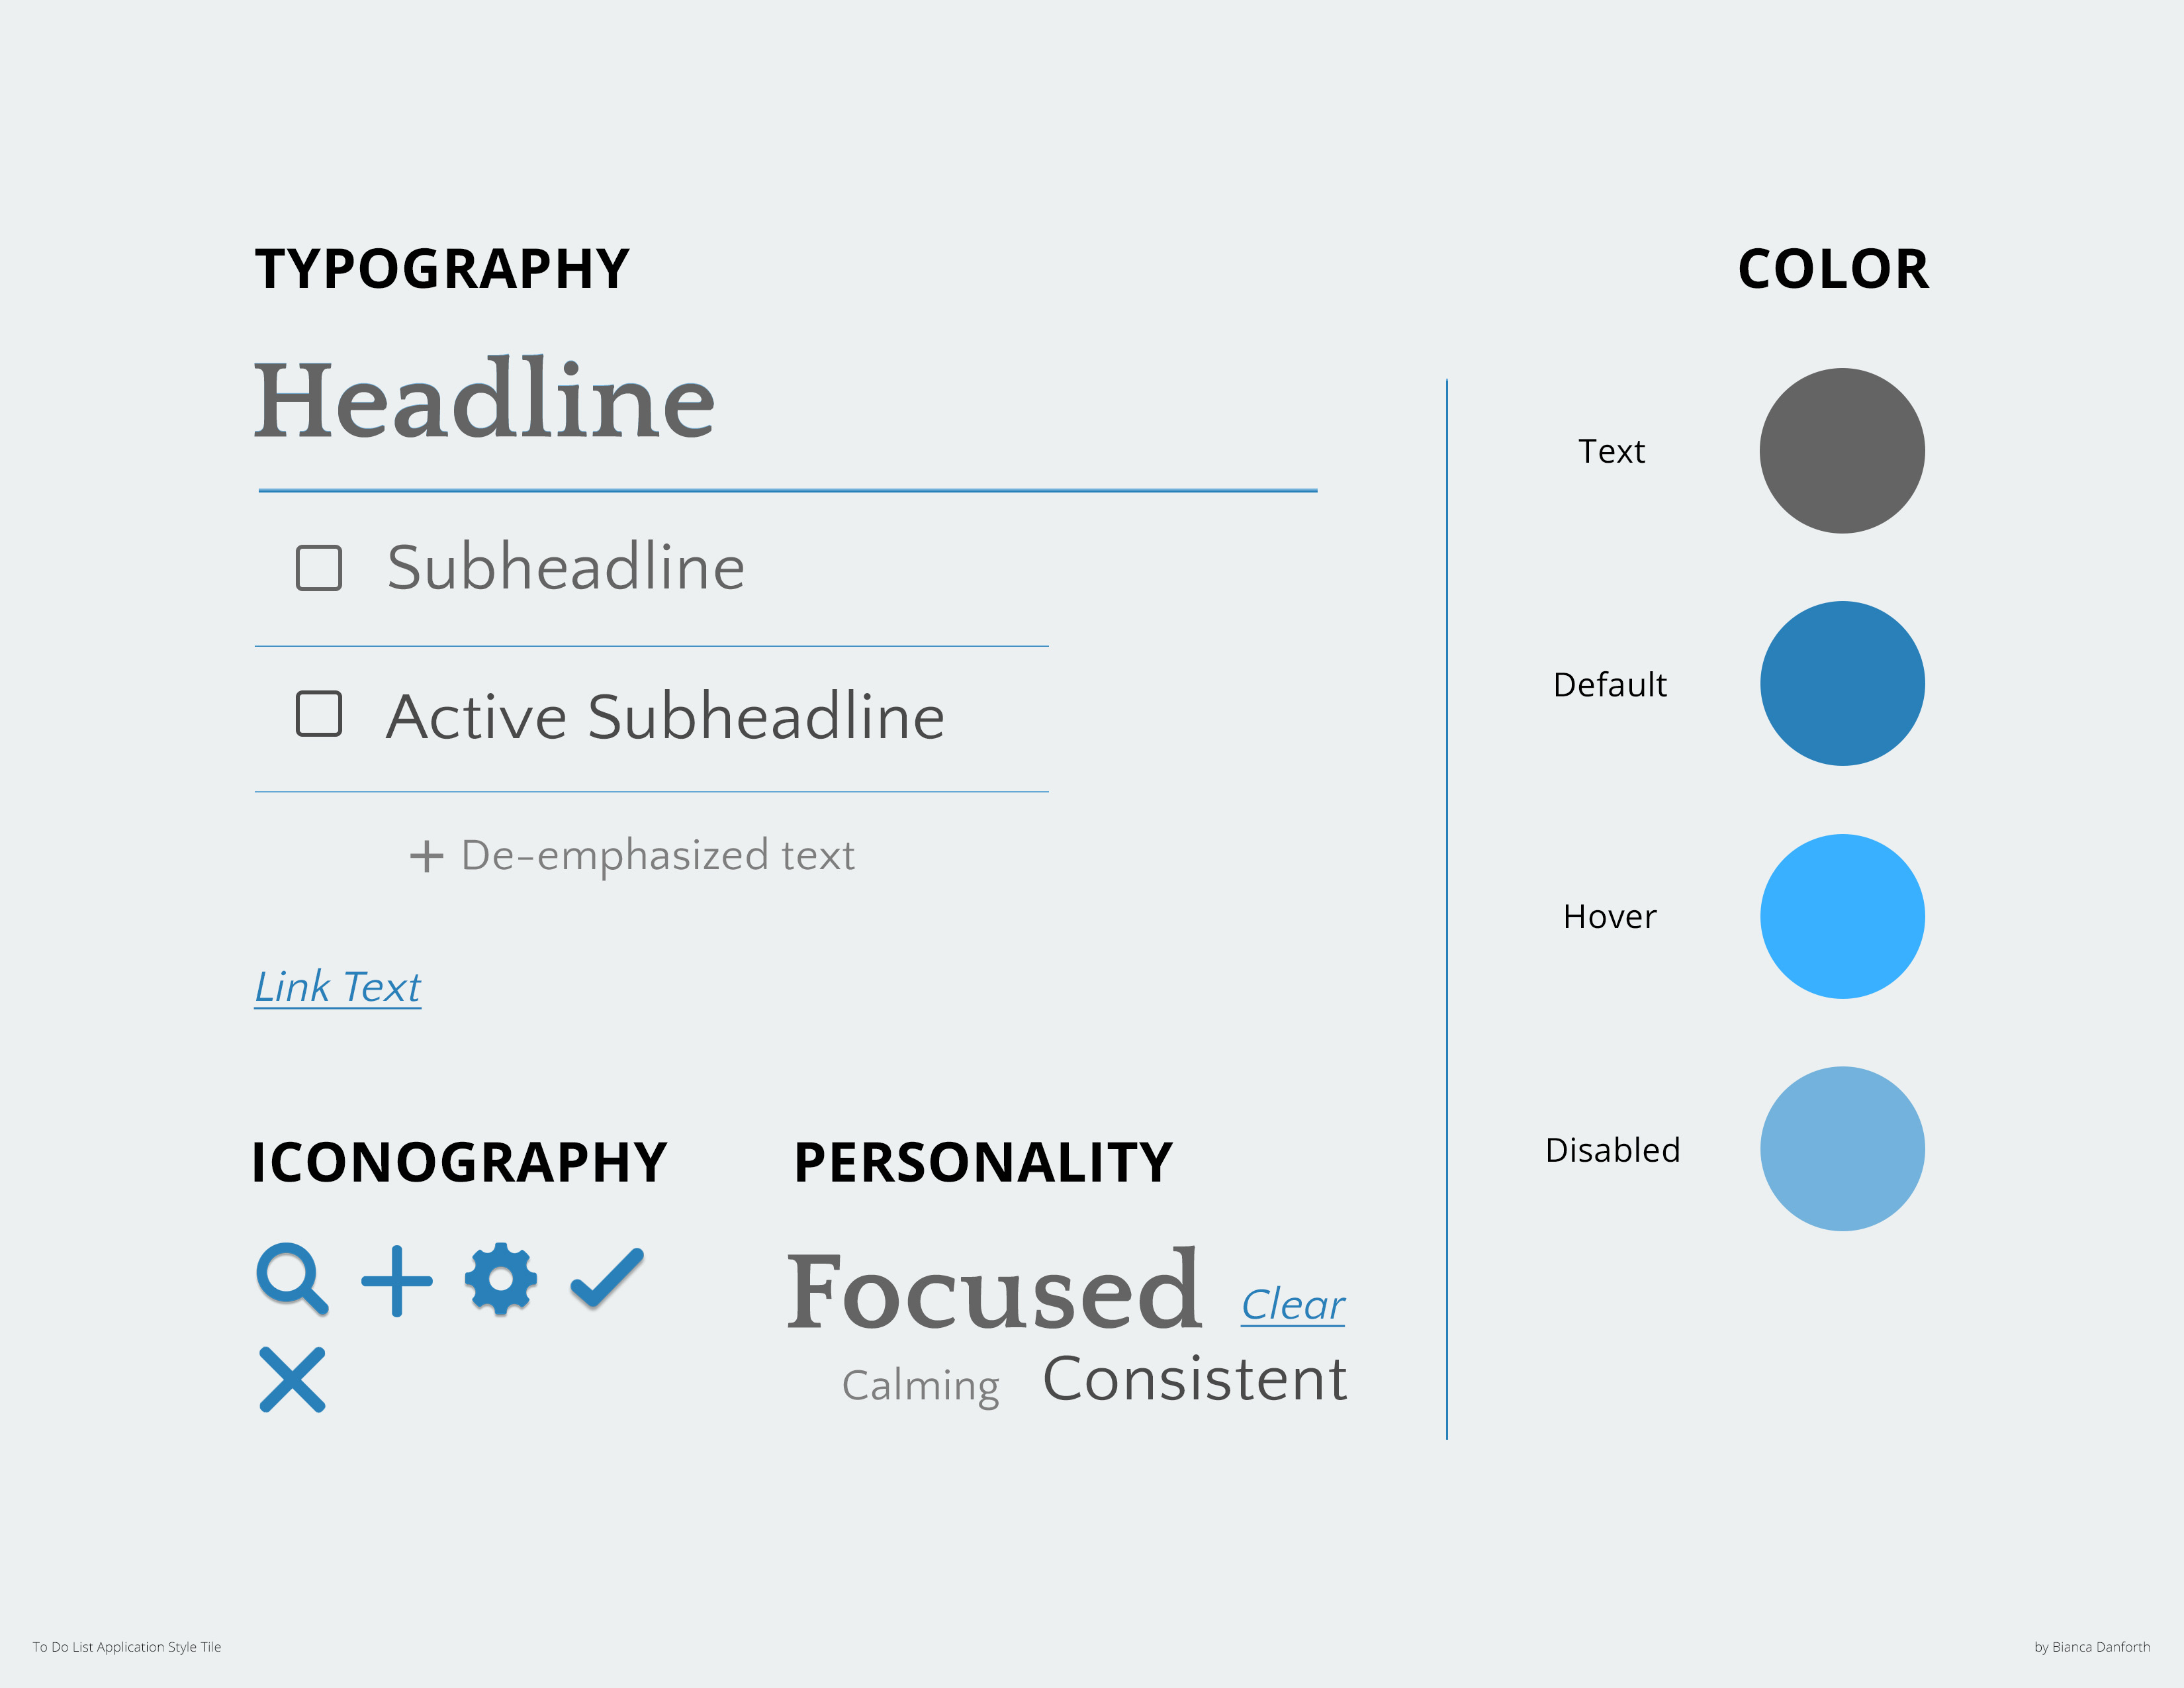 TYPOGRAPHY
Headline
Subheadline
Active Subheadline
De-emphasized text
Link Text
ICONOGRAPHY
PERSONALITY
Focused Clear
Calming Consistent
COLOR
Text
Default
Hover
Disabled
To Do List Application Style Tile
by Bianca Danforth